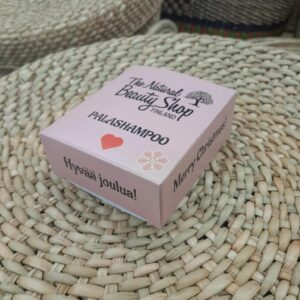 The Natural
Beauty Shop
FINLAND
PALASHAMPOO
Hyvää joulua!
Merry Christmas!